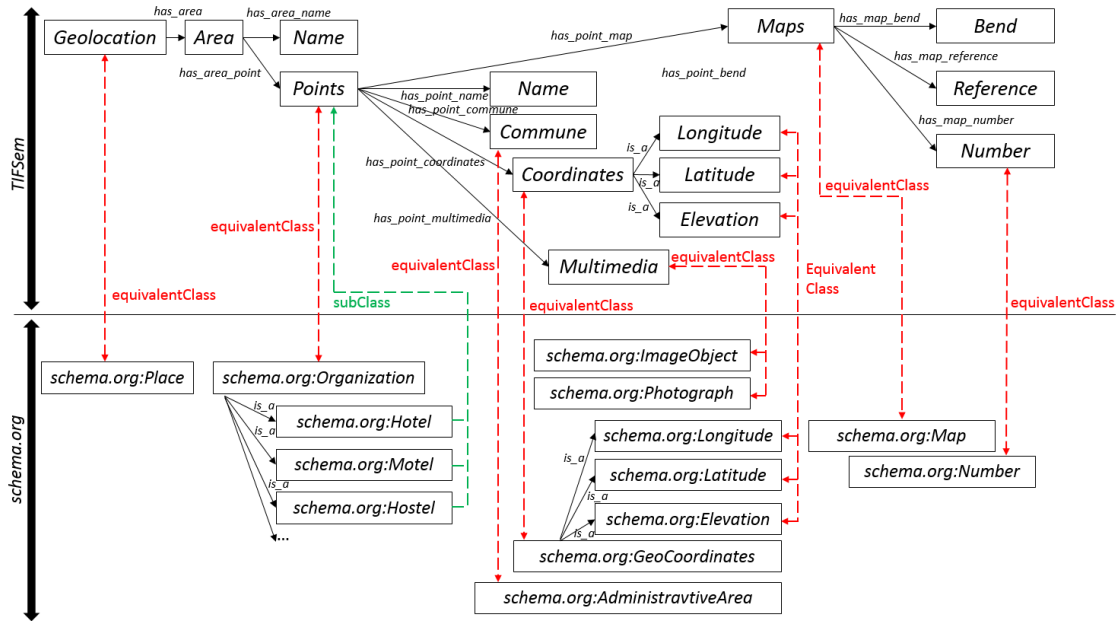 has_area
has_area_name
Geolocation
Area
Name
has_area_point
Points
has_point_map
Maps
has_map_bend
Bend
has_map_reference
Reference
has_map_number
Number
has_point_bend
has_point_name
Name
has_point_commune
Commune
has_point_coordinates
Coordinates
is_a
Longitude
is_a
Latitude
is_a
Elevation
has_point_multimedia
Multimedia
TIFSem
equivalentClass
equivalentClass
equivalentClass
equivalentClass
equivalentClass
Equivalent
Class
equivalentClass
subClass
equivalentClass
equivalentClass
schema.org
schema.org:Place
schema.org:Organization
is_a
schema.org:Hotel
is_a
schema.org:Motel
is_a
schema.org:Hostel
...
schema.org:ImageObject
schema.org:Photograph
schema.org:Longitude
is_a
schema.org:Latitude
is_a
schema.org:Elevation
is_a
schema.org:GeoCoordinates
schema.org:AdministravtiveArea
schema.org:Map
schema.org:Number